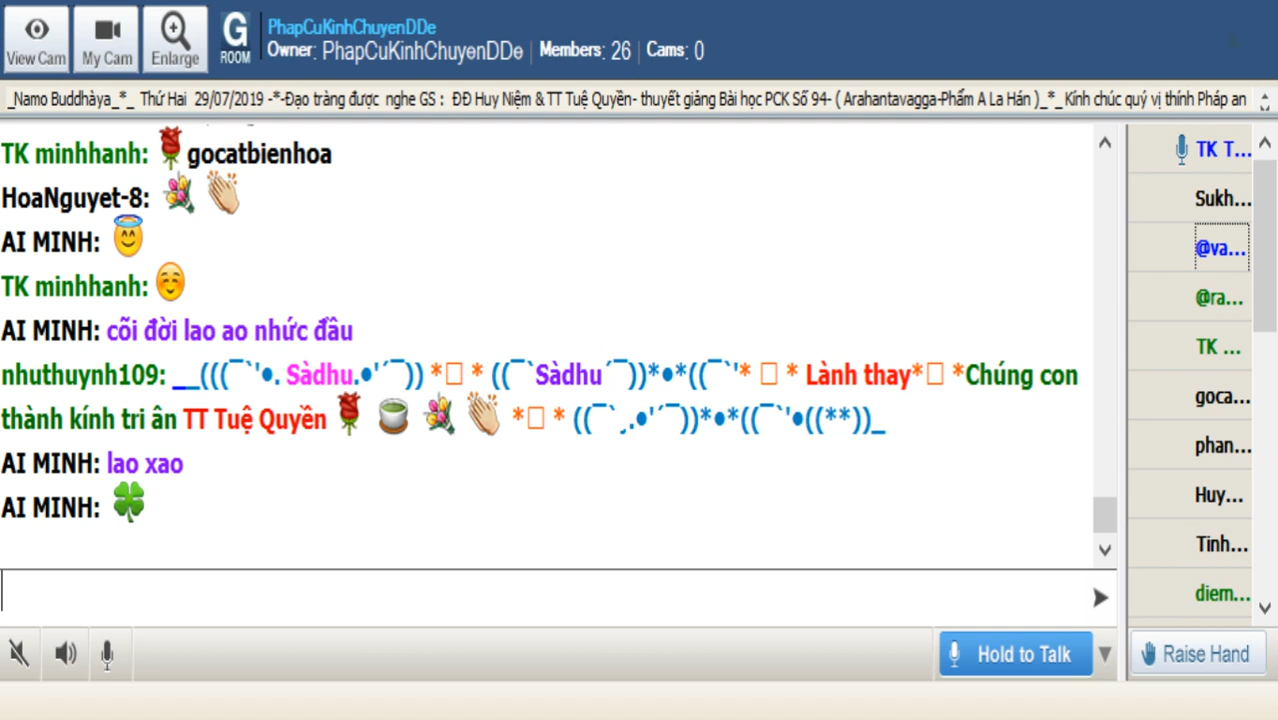 View Cam
My Cam
Enlarge
G
ROOM
PhapCuKinhChuyenDDe
Owner: PhapCuKinhChuyenDDe | Members: 26 | Cams: 0
_Namo Buddhàya_*_ Thứ Hai 29/07/2019 -*-Đạo tràng được nghe GS : ĐĐ Huy Niệm & TT Tuệ Quyền- thuyết giảng Bài học PCK Số 94- ( Arahantavagga-Phẩm A La Hán )_*_ Kính chúc quý vị thính Pháp an
TK minhhanh: gocatbienhoa
HoaNguyet-8:
AI MINH:
TK minhhanh:
AI MINH: cõi đời lao ao nhức đầu
nhuthuynh109: __(((¯`'•. Sàdhu.•'´¯)) *▯ * ((¯`Sàdhu´¯))*•*((¯`'* ▯ * Lành thay*▯ *Chúng con
thành kính tri ân TT Tuệ Quyền *▯ * ((¯`¸.•'´¯))*•*((¯`'•((**))_
AI MINH: lao xao
AI MINH:
TK T...
Sukh...
@va...
@ra...
TK ...
goca...
phan...
Huy...
Tinh...
diem...
Hold to Talk
Raise Hand